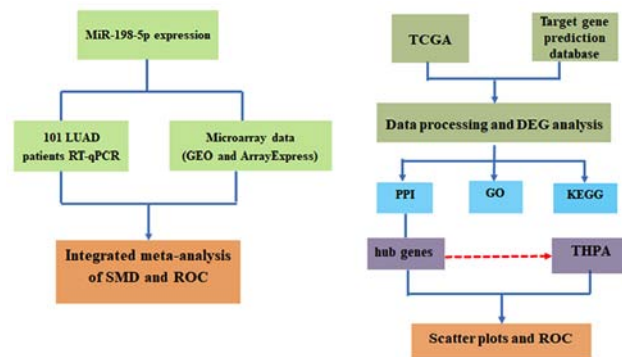 MiR-198-5p expression
101 LUAD
patients RT-qPCR
Microarray data
(GEO and ArrayExpress)
Integrated meta-analysis
of SMD and ROC
TCGA
Target gene
prediction
database
Data processing and DEG analysis
PPI
GO
KEGG
hub genes
THPA
Scatter plots and ROC